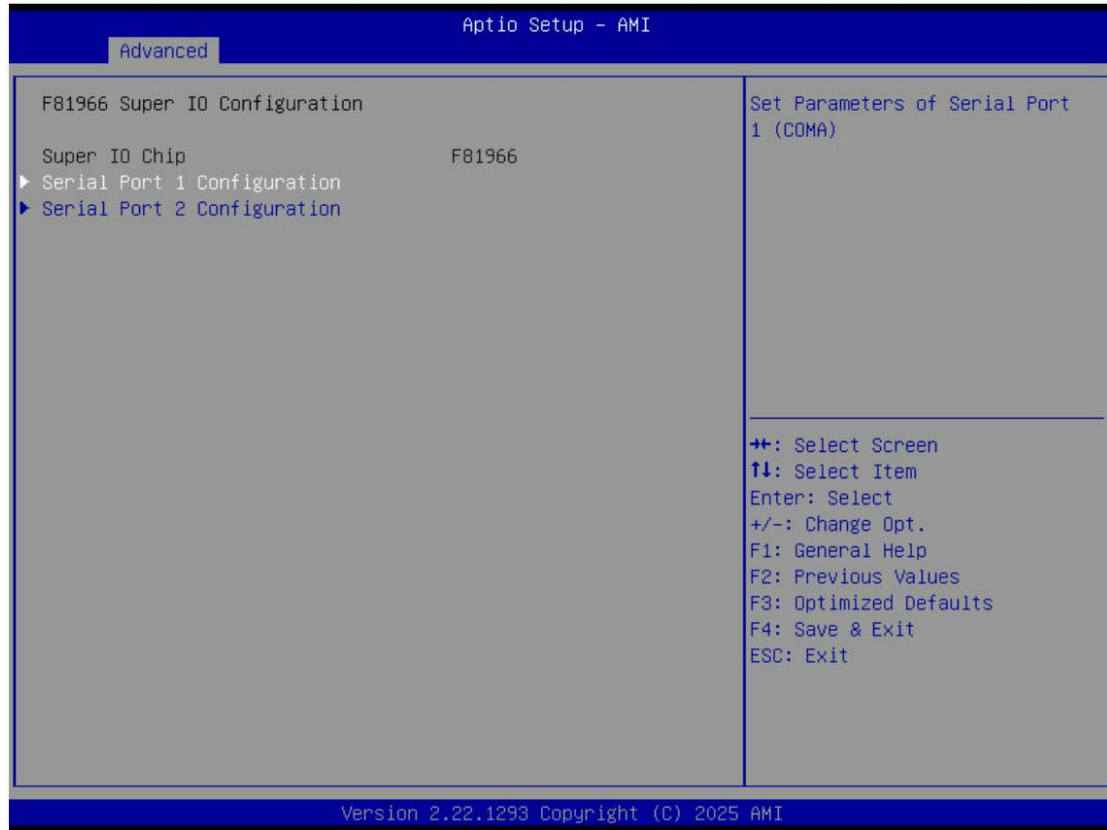 Aptio Setup - AMI
Advanced
F81966 Super IO Configuration
Super IO Chip F81966
Serial Port 1 Configuration
Serial Port 2 Configuration
Set Parameters of Serial Port
1 (COMA)
→←: Select Screen
↑↓: Select Item
Enter: Select
+/-: Change Opt.
F1: General Help
F2: Previous Values
F3: Optimized Defaults
F4: Save & Exit
ESC: Exit
Version 2.22.1293 Copyright (C) 2025 AMI